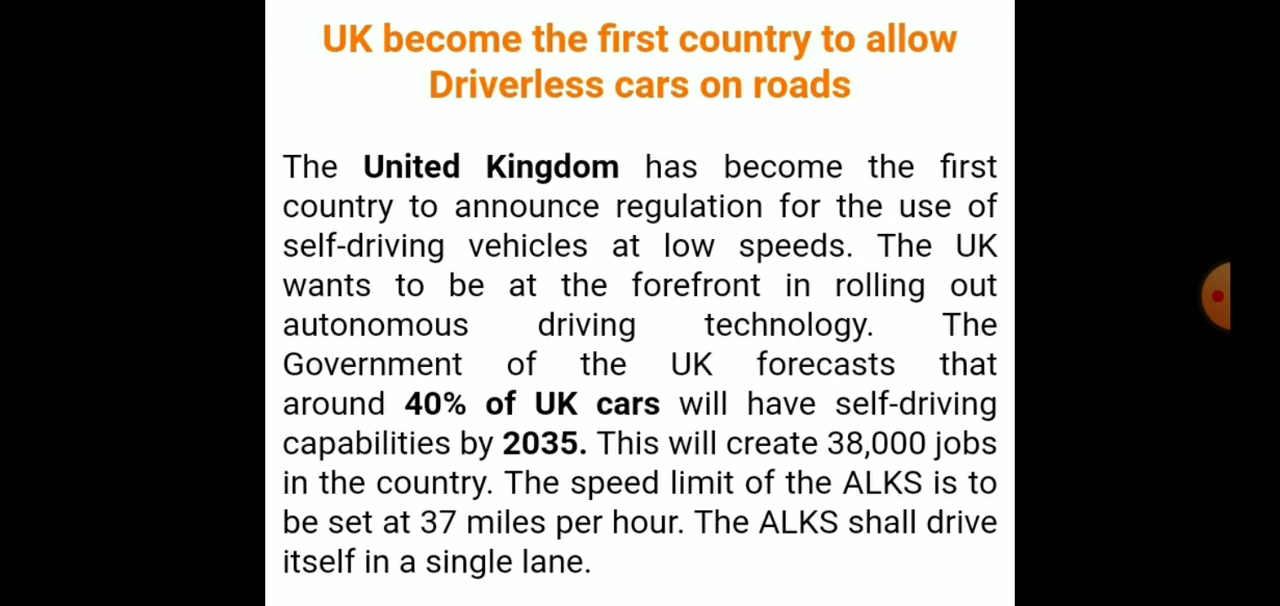 UK become the first country to allow
Driverless cars on roads
The United Kingdom has become the first
country to announce regulation for the use of
self-driving vehicles at low speeds. The UK
wants to be at the forefront in rolling out
autonomous driving technology. The
Government of the UK forecasts that
around 40% of UK cars will have self-driving
capabilities by 2035. This will create 38,000 jobs
in the country. The speed limit of the ALKS is to
be set at 37 miles per hour. The ALKS shall drive
itself in a single lane.